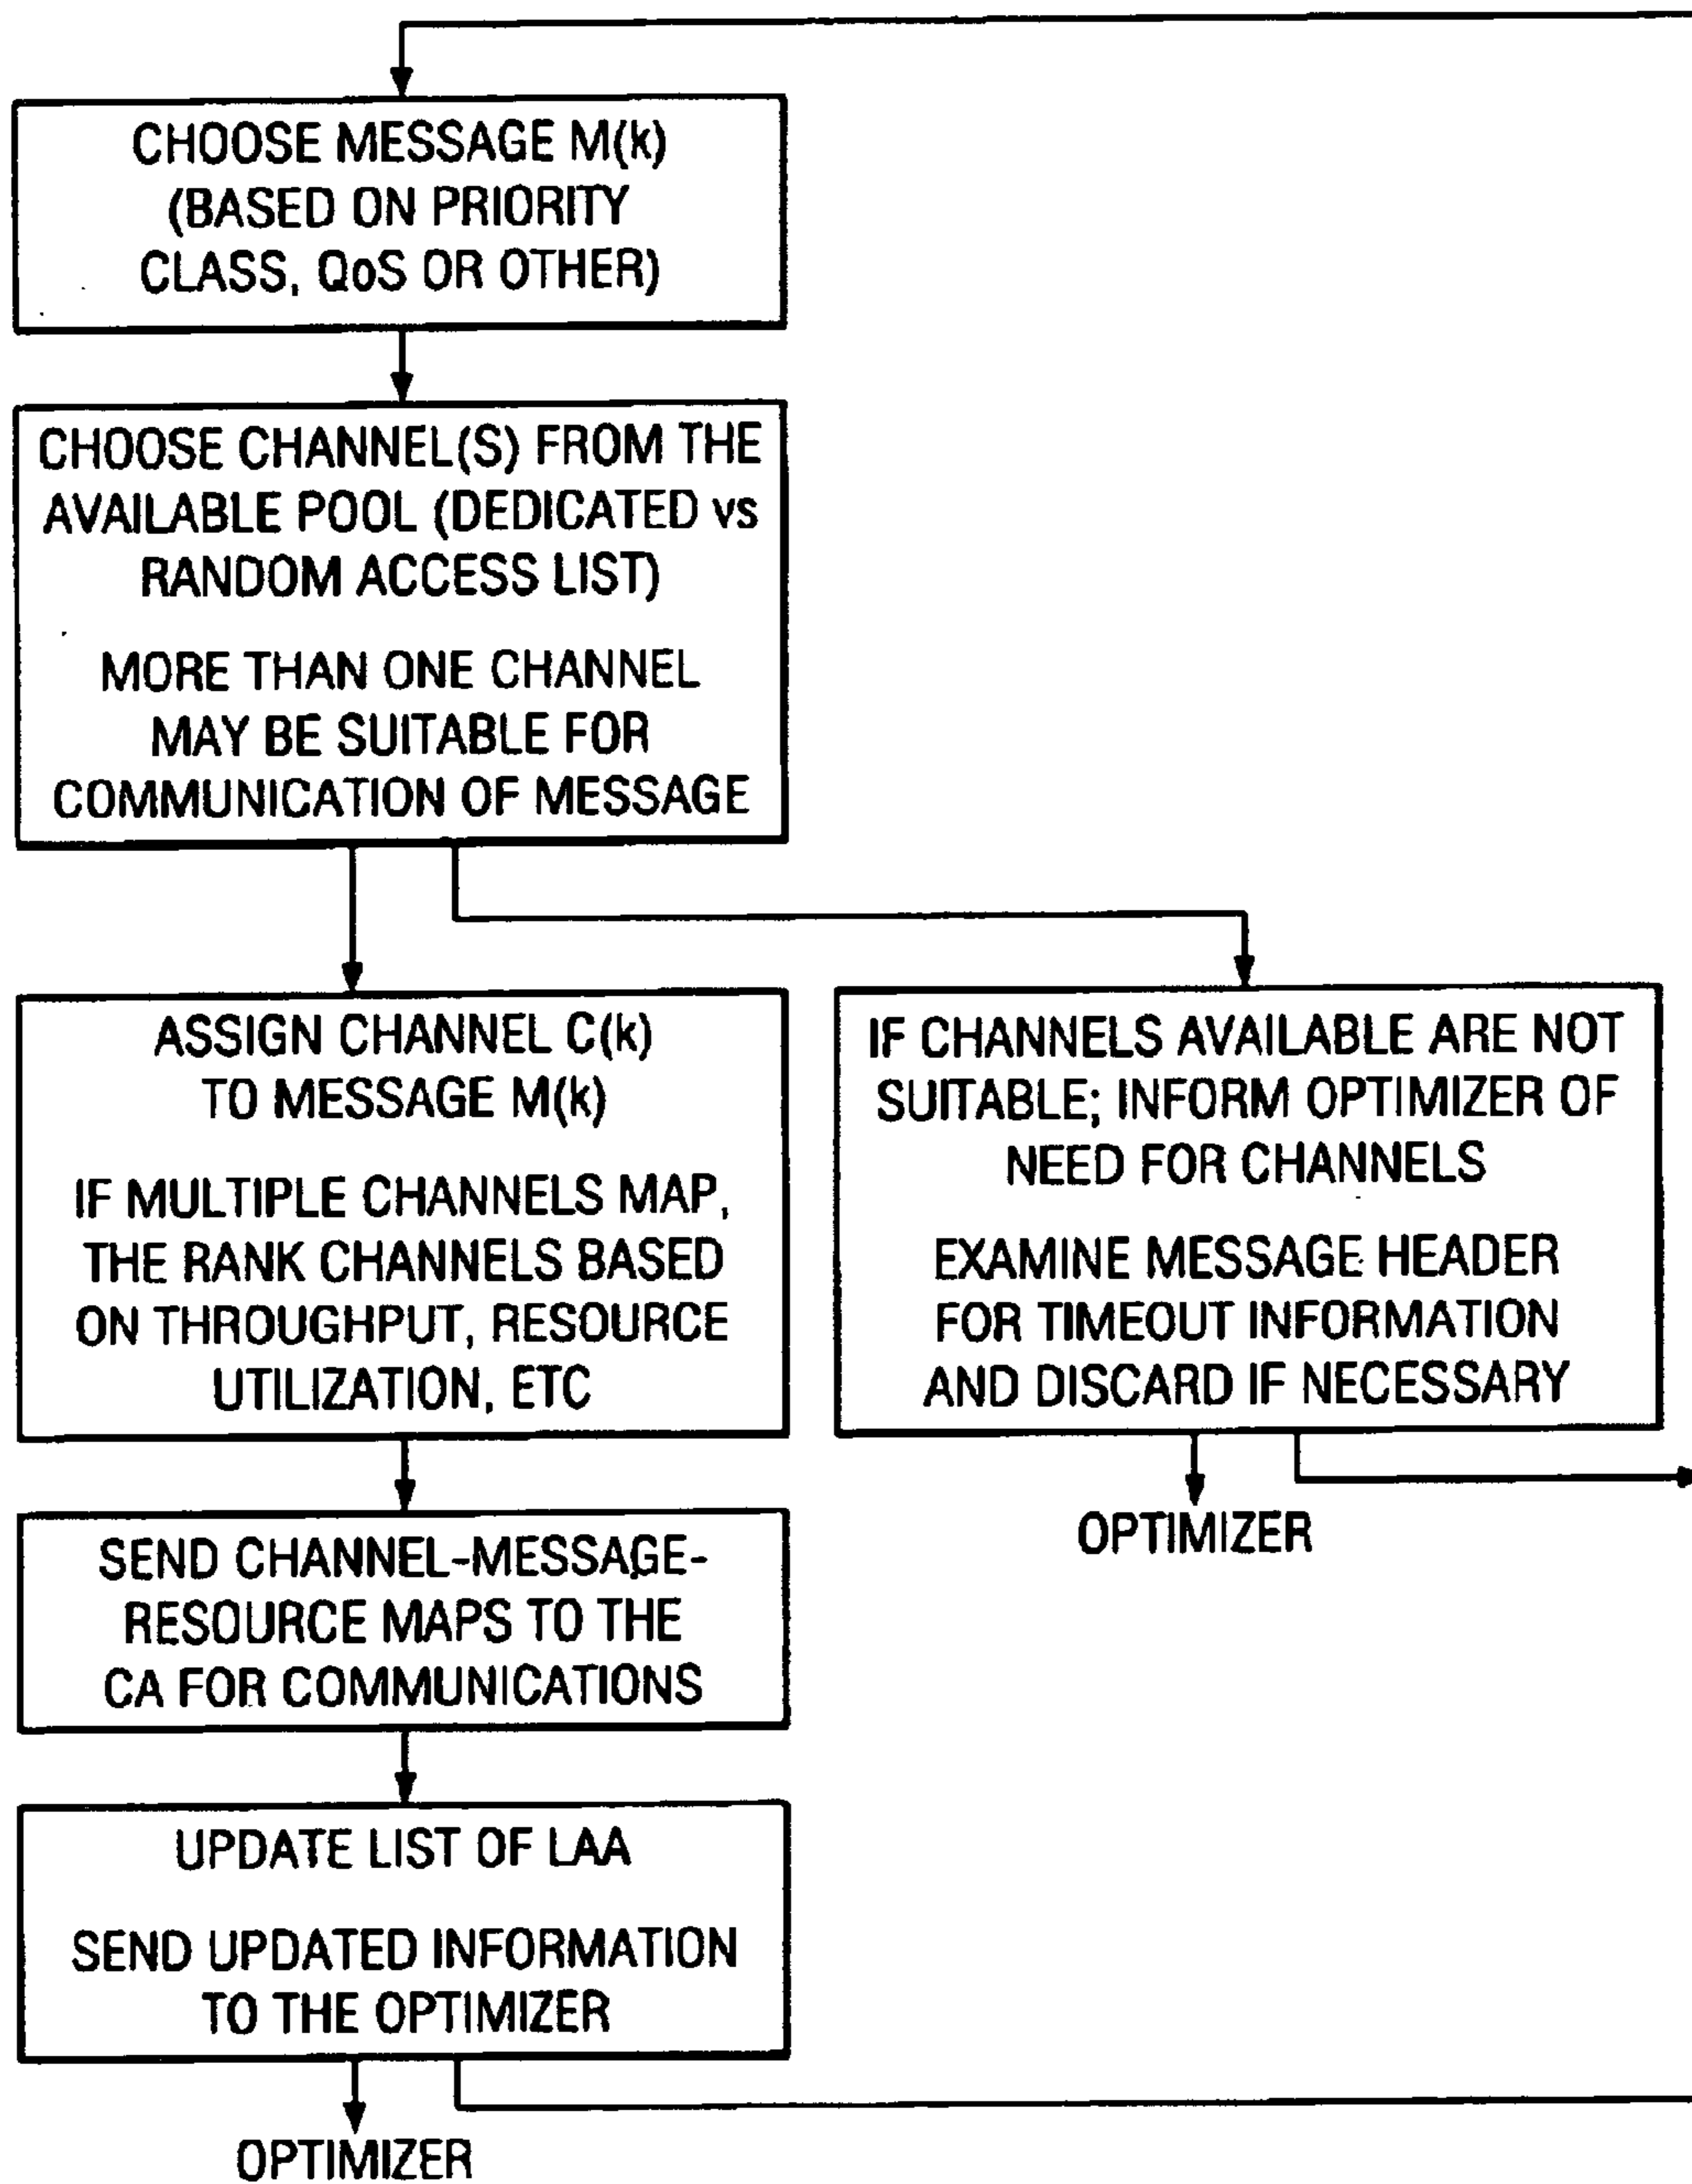 CHOOSE MESSAGE M(k)
(BASED ON PRIORITY
CLASS, QoS OR OTHER)
CHOOSE CHANNEL(S) FROM THE
AVAILABLE POOL (DEDICATED vs
RANDOM ACCESS LIST)
MORE THAN ONE CHANNEL
MAY BE SUITABLE FOR
COMMUNICATION OF MESSAGE
ASSIGN CHANNEL C(k)
TO MESSAGE M(k)
IF MULTIPLE CHANNELS MAP,
THE RANK CHANNELS BASED
ON THROUGHPUT, RESOURCE
UTILIZATION, ETC
IF CHANNELS AVAILABLE ARE NOT
SUITABLE; INFORM OPTIMIZER OF
NEED FOR CHANNELS
EXAMINE MESSAGE HEADER
FOR TIMEOUT INFORMATION
AND DISCARD IF NECESSARY
OPTIMIZER
SEND CHANNEL-MESSAGE-
RESOURCE MAPS TO THE
CA FOR COMMUNICATIONS
UPDATE LIST OF LAA
SEND UPDATED INFORMATION
TO THE OPTIMIZER
OPTIMIZER